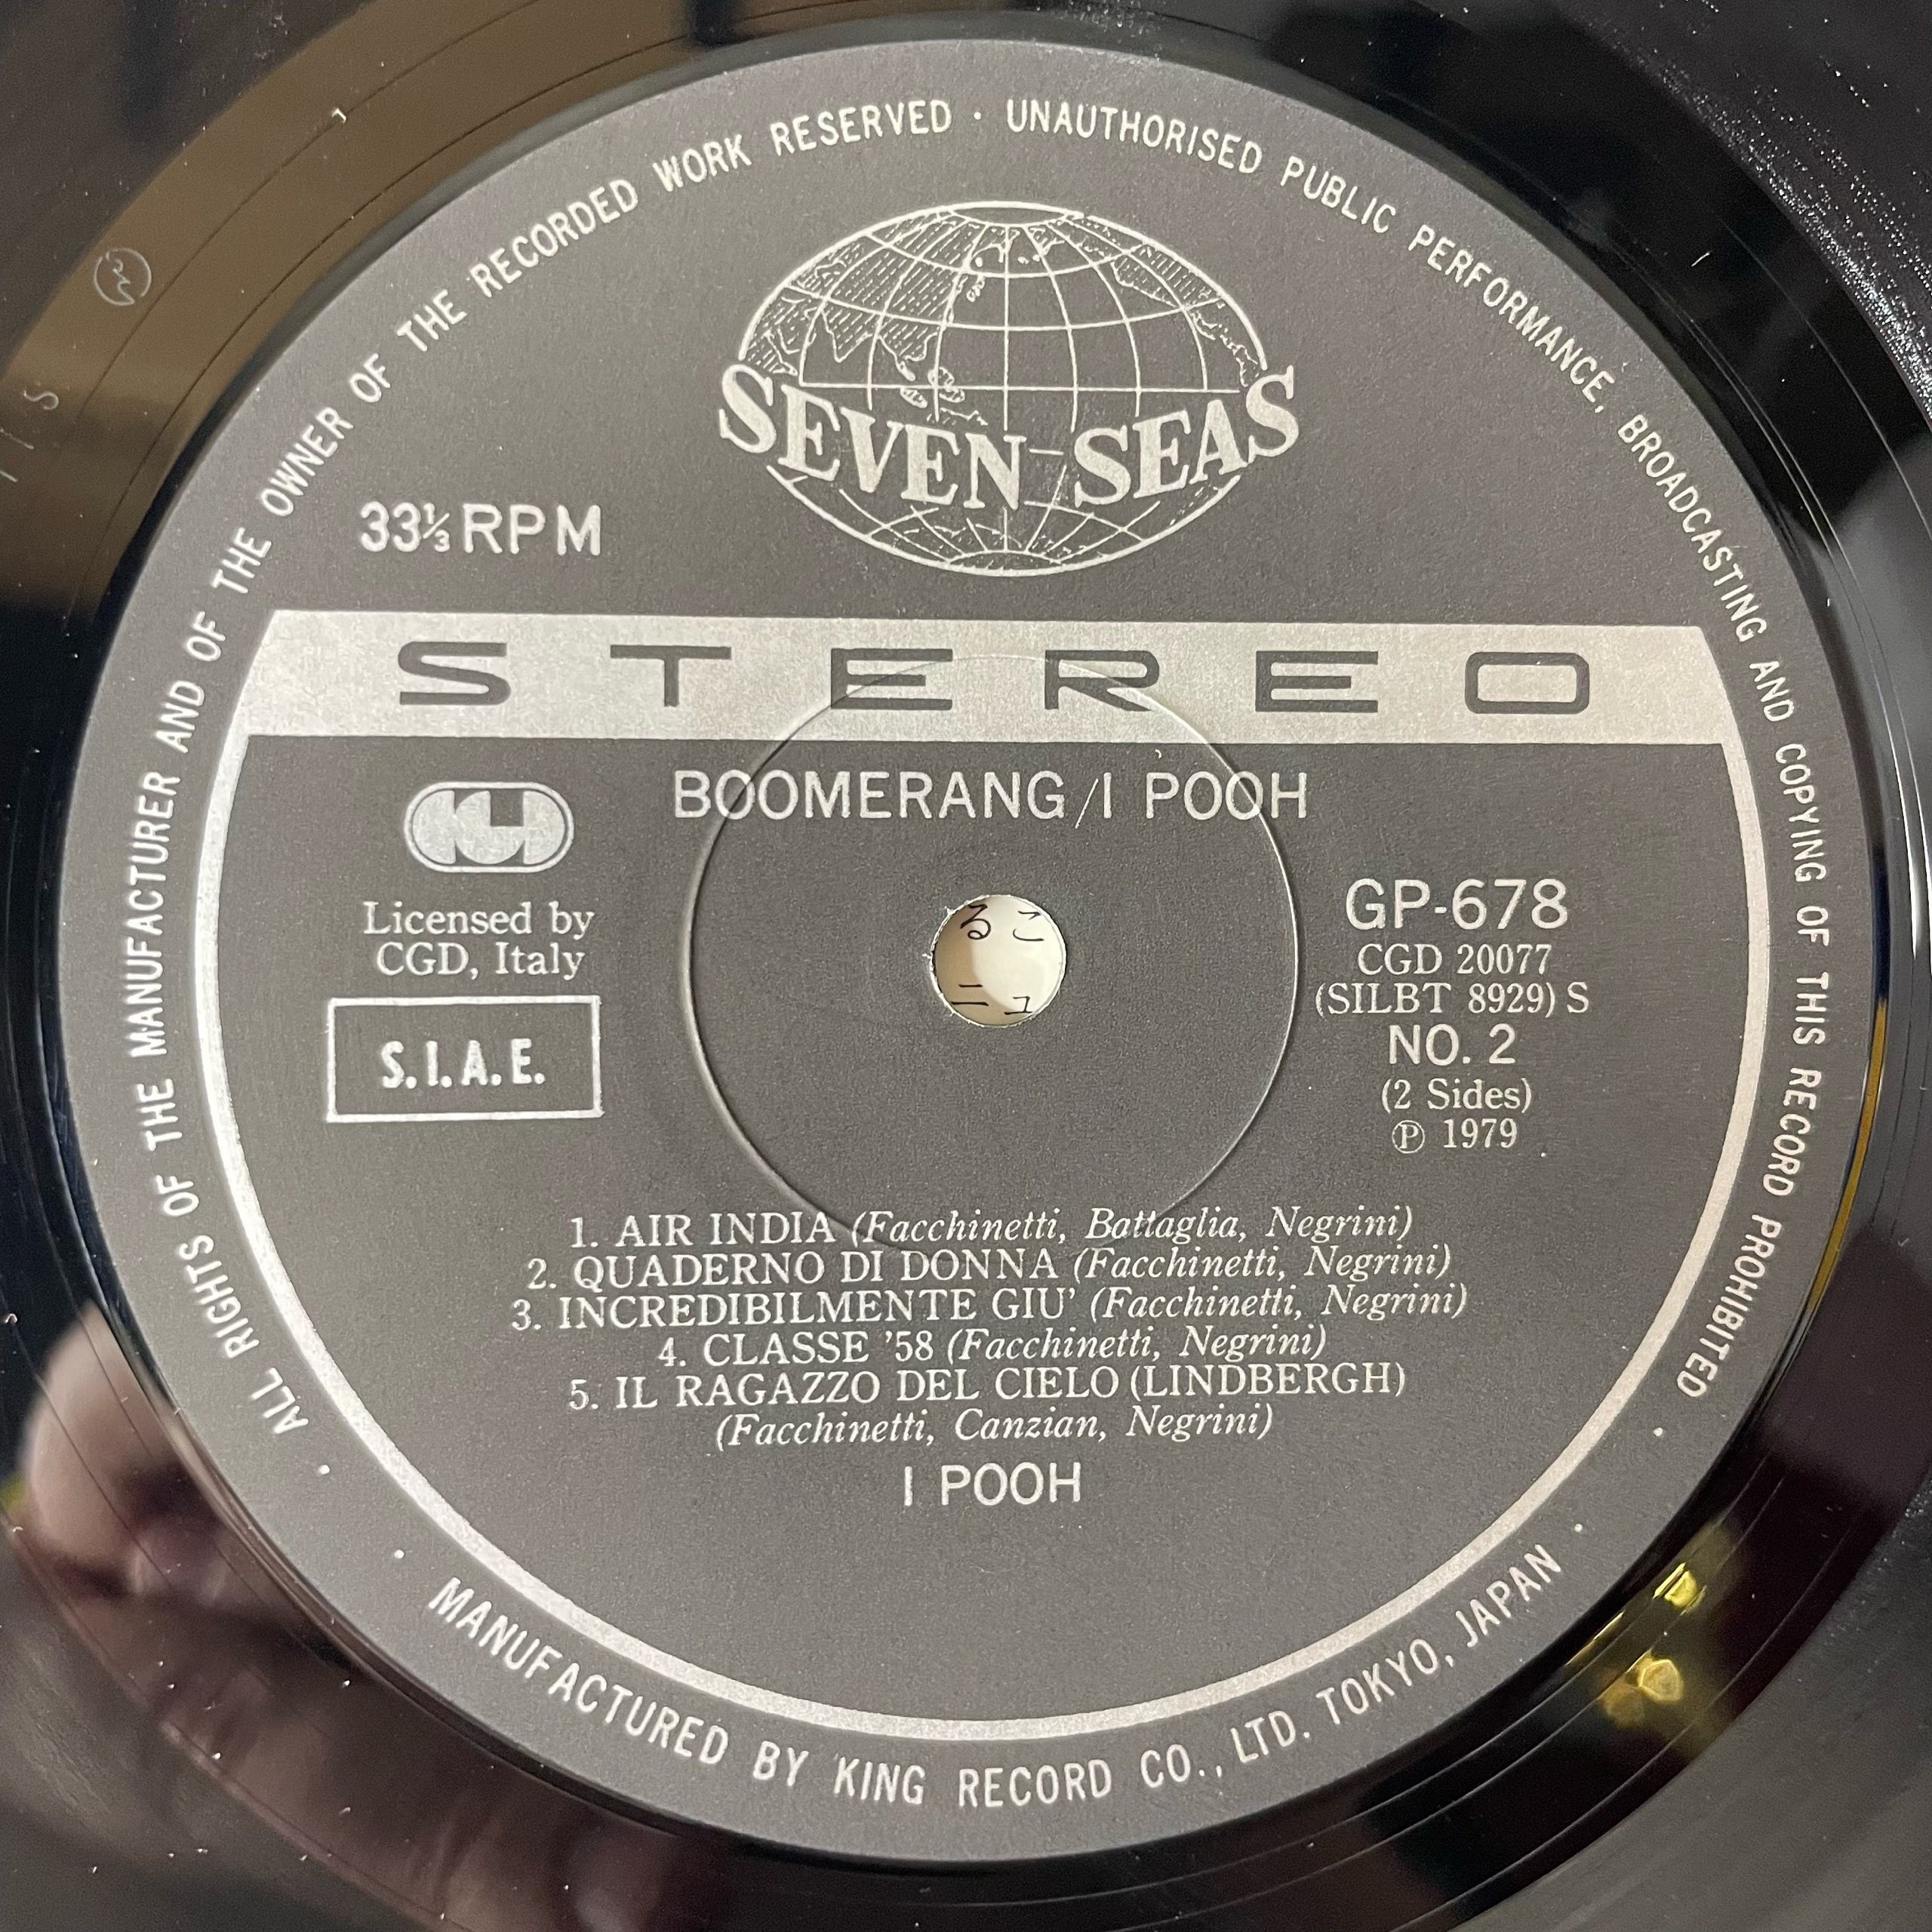 ALL RIGHTS OF THE MANUFACTURER AND OF THE OWNER OF THE RECORDED WORK RESERVED · UNAUTHORISED PUBLIC PERFORMANCE, BROADCASTING AND COPYING OF THIS RECORD PROHIBITED ·
SEVEN SEAS
33⅓ RPM
STEREO
BOOMERANG/I POOH
Licensed by
CGD, Italy
S.I.A.E.
るこ
ニュ
GP-678
CGD 20077
(SILBT 8929) S
NO. 2
(2 Sides)
Ⓟ 1979
1. AIR INDIA (Facchinetti, Battaglia, Negrini)
2. QUADERNO DI DONNA (Facchinetti, Negrini)
3. INCREDIBILMENTE GIU' (Facchinetti, Negrini)
4. CLASSE '58 (Facchinetti, Negrini)
5. IL RAGAZZO DEL CIELO (LINDBERGH)
(Facchinetti, Canzian, Negrini)
I POOH
· MANUFACTURED BY KING RECORD CO., LTD. TOKYO, JAPAN ·